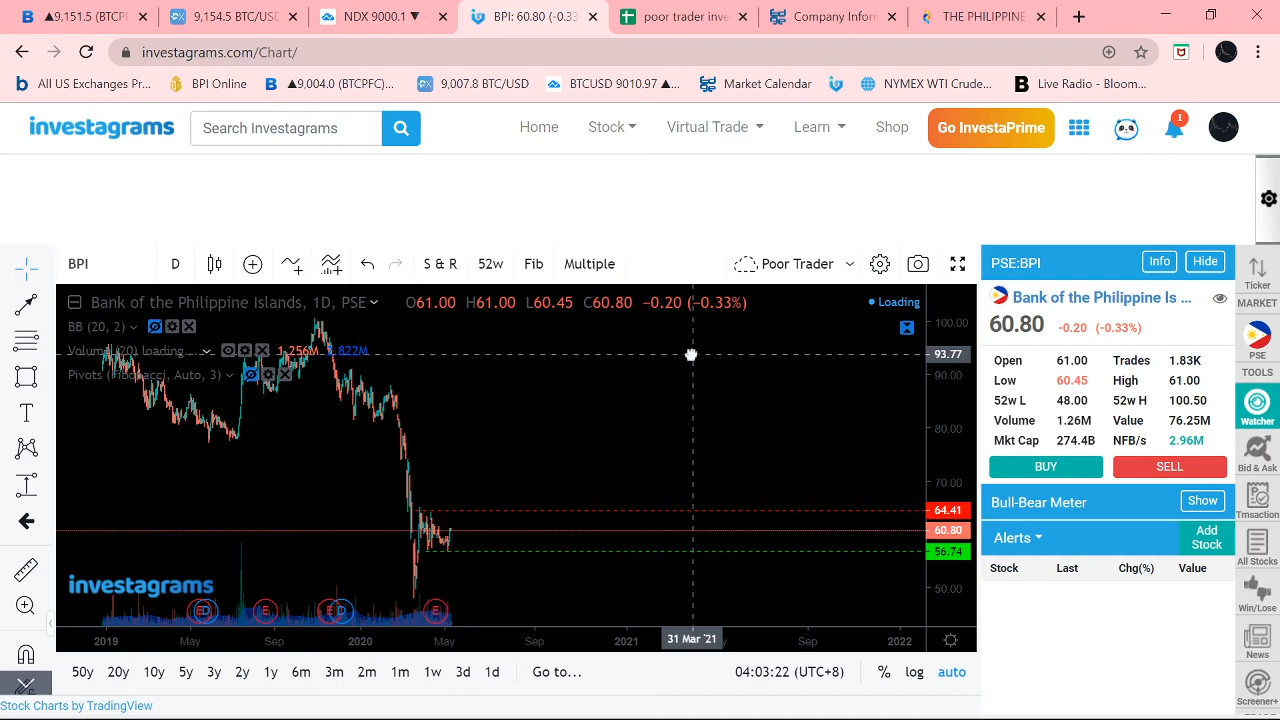 ▲9,151.5 (BTCPF
9,154.5 BTC/USD
NDX 9000.1 ▼
BPI: 60.80 (-0.33
poor trader inve
Company Inform
THE PHILIPPINE
investagrams.com/Chart/
All US Exchanges Pr...
BPI Online
▲9,004.0 (BTCPFC)...
9,007.8 BTC/USD
BTCUSD 9010.97 ▲...
Market Calendar
NYMEX WTI Crude...
Live Radio - Bloom...
investagrams
Search Investagrams
Home
Stock
Virtual Trade
Learn
Shop
Go InvestaPrime
1
BPI
D
S & R
52w
Fib
Multiple
Poor Trader
PSE:BPI
Info
Hide
Ticker
MARKET
PSE
TOOLS
Watcher
Bid & Ask
Trnsaction
All Stocks
Win/Lose
News
Screener+
Bank of the Philippine Islands, 1D, PSE
O61.00 H61.00 L60.45 C60.80 -0.20 (-0.33%)
Loading
BB (20, 2)
Volume (20) loading...
1.256M
Pivots (Fibonacci, Auto, 3)
100.00
93.77
90.00
80.00
70.00
64.41
60.80
56.74
50.00
investagrams
E D E E D E
2019 May Sep 2020 May Sep 2021 31 Mar '21 Sep 2022
Bank of the Philippine Is ...
60.80 -0.20 (-0.33%)
Open 61.00 Trades 1.83K
Low 60.45 High 61.00
52w L 48.00 52w H 100.50
Volume 1.26M Value 76.25M
Mkt Cap 274.4B NFB/s 2.96M
BUY
SELL
Bull-Bear Meter
Show
Alerts
Add Stock
Stock Last Chg(%) Value
50y 20y 10y 5y 3y 2y 1y 6m 3m 2m 1m 1w 3d 1d Go to...
04:03:22 (UTC+8) % log auto
Stock Charts by TradingView